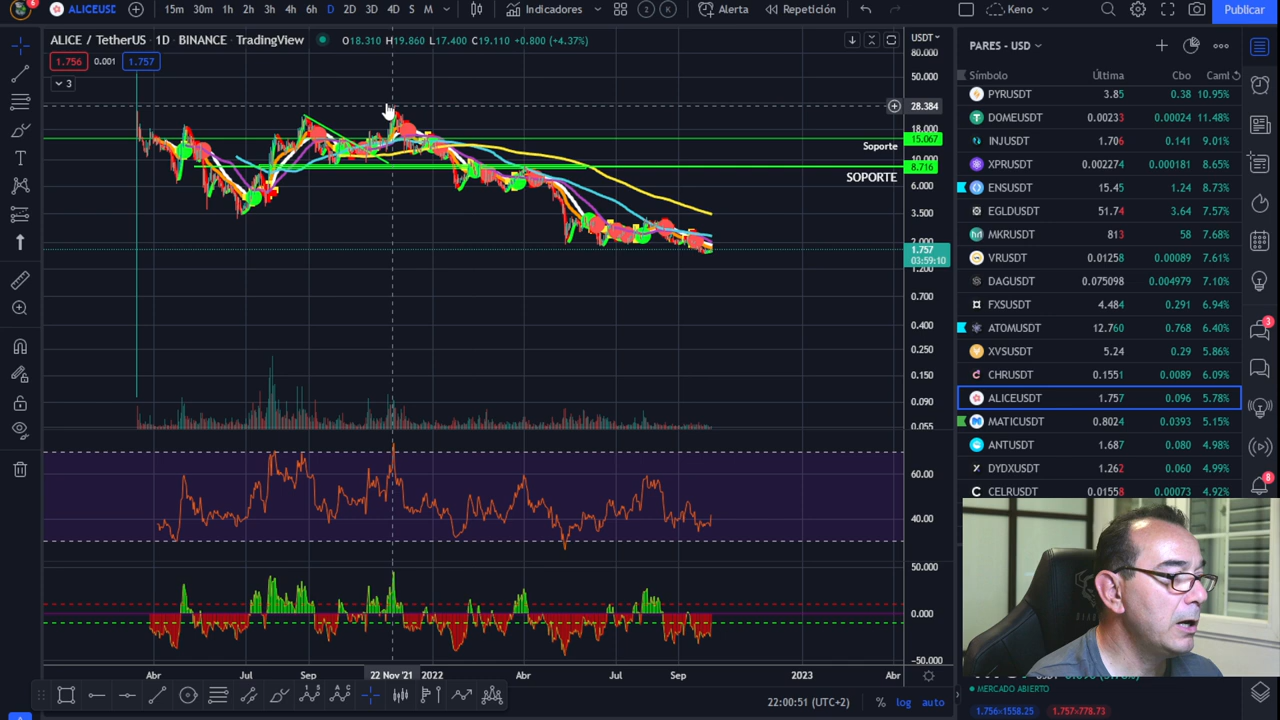 6
ALICEUSD
15m 30m 1h 2h 3h 4h 6h D 2D 3D 4D S M
Indicadores
2 K
Alerta
Repetición
Keno
Publicar
ALICE / TetherUS · 1D · BINANCE · TradingView
O18.310 H19.860 L17.400 C19.110 +0.800 (+4.37%)
USDT
1.756 0.001 1.757
3
80.000
50.000
28.384
18.000
15.067
Soporte
10.000
8.716
SOPORTE
6.000
3.500
2.000
1.757
03:59:10
1.200
0.700
0.400
0.250
0.150
0.090
0.055
60.00
40.00
50.000
0.000
-50.000
Abr Jul Sep 22 Nov '21 2022 Abr Jul Sep 2023 Abr
22:00:51 (UTC+2)
% log auto
PARES - USD
Símbolo Última Cbo Cam
PYRUSDT 3.85 0.38 10.95%
DOMEUSDT 0.00233 0.00024 11.48%
INJUSDT 1.706 0.141 9.01%
XPRUSDT 0.002274 0.000181 8.65%
ENSUSDT 15.45 1.24 8.73%
EGLDUSDT 51.74 3.64 7.57%
MKRUSDT 813 58 7.68%
VRUSDT 0.01258 0.00089 7.61%
DAGUSDT 0.075098 0.004979 7.10%
FXSUSDT 4.484 0.291 6.94%
ATOMUSDT 12.760 0.768 6.40%
XVSUSDT 5.24 0.29 5.86%
CHRUSDT 0.1551 0.0089 6.09%
ALICEUSDT 1.757 0.096 5.78%
MATICUSDT 0.8024 0.0393 5.15%
ANTUSDT 1.687 0.080 4.98%
DYDXUSDT 1.262 0.060 4.99%
CELRUSDT 0.01558 0.00073 4.92%
MERCADO ABIERTO
1.756×1558.25 1.757×778.73
3
8